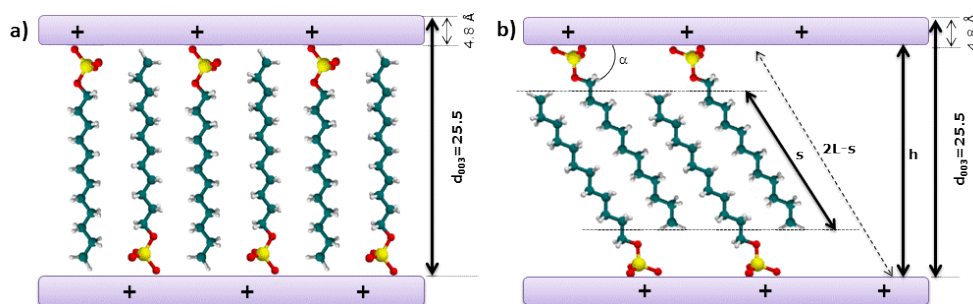 a)
+ + +
+ + +
4.8 Å
d003=25.5
b)
+ + +
+ + +
α
s
2L-s
h
4.8 Å
d003=25.5